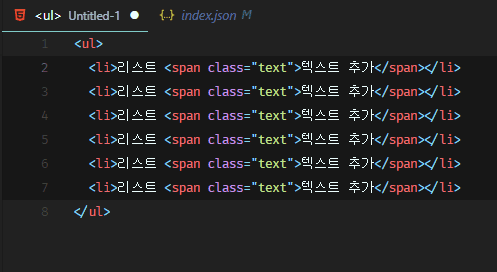 <ul> Untitled-1 ● {..} index.json M
1 <ul>
2 <li>리스트 <span class="text">텍스트 추가</span></li>
3 <li>리스트 <span class="text">텍스트 추가</span></li>
4 <li>리스트 <span class="text">텍스트 추가</span></li>
5 <li>리스트 <span class="text">텍스트 추가</span></li>
6 <li>리스트 <span class="text">텍스트 추가</span></li>
7 <li>리스트 <span class="text">텍스트 추가</span></li>
8 </ul>